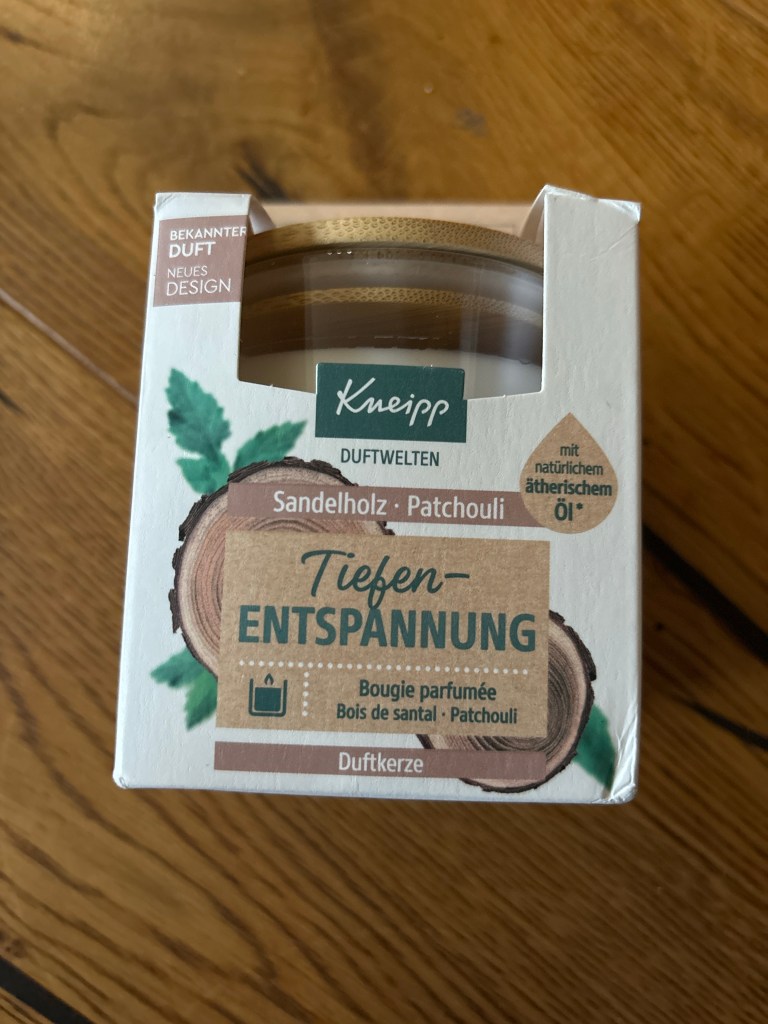 BEKANNTER
DUFT
NEUES
DESIGN
Kneipp
DUFTWELTEN
mit
natürlichem
ätherischem
Öl*
Sandelholz · Patchouli
Tiefen-
ENTSPANNUNG
Bougie parfumée
Bois de santal · Patchouli
Duftkerze